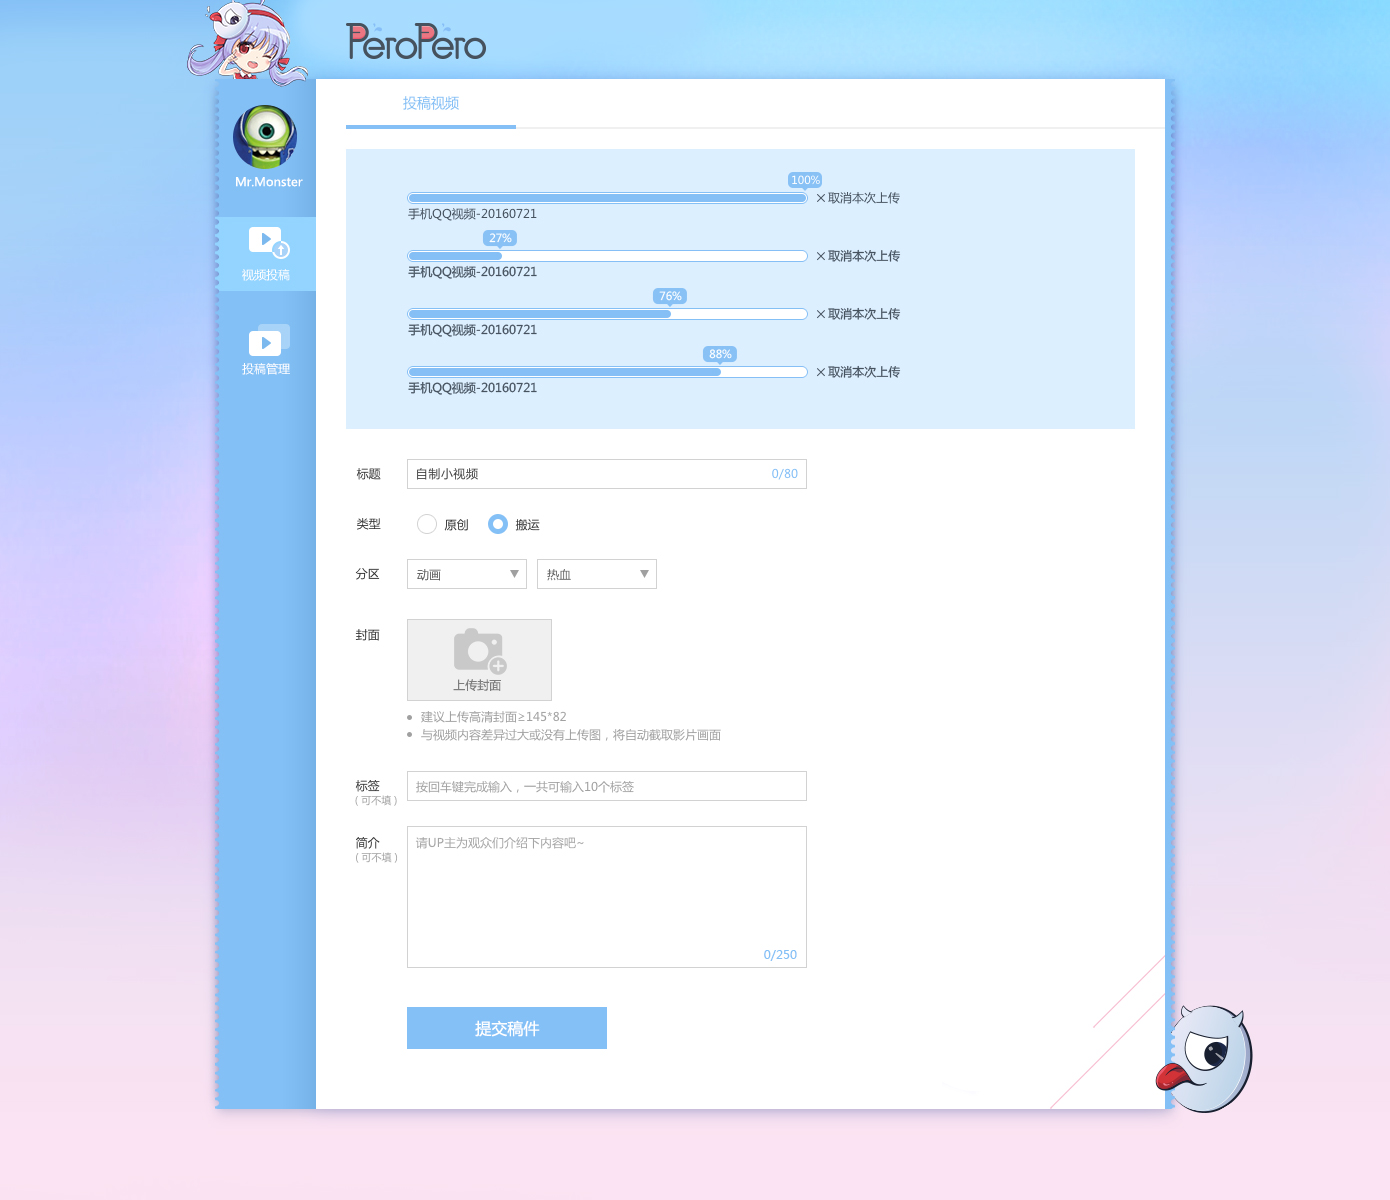 PeroPero
投稿视频
Mr.Monster
视频投稿
投稿管理
100%
×取消本次上传
手机QQ视频-20160721
27%
×取消本次上传
手机QQ视频-20160721
76%
×取消本次上传
手机QQ视频-20160721
88%
×取消本次上传
手机QQ视频-20160721
标题 自制小视频 0/80
类型 原创 搬运
分区 动画 热血
封面
上传封面
建议上传高清封面≥145*82
与视频内容差异过大或没有上传图，将自动截取影片画面
标签 按回车键完成输入，一共可输入10个标签
（可不填）
简介 请UP主为观众们介绍下内容吧~
（可不填）
0/250
提交稿件